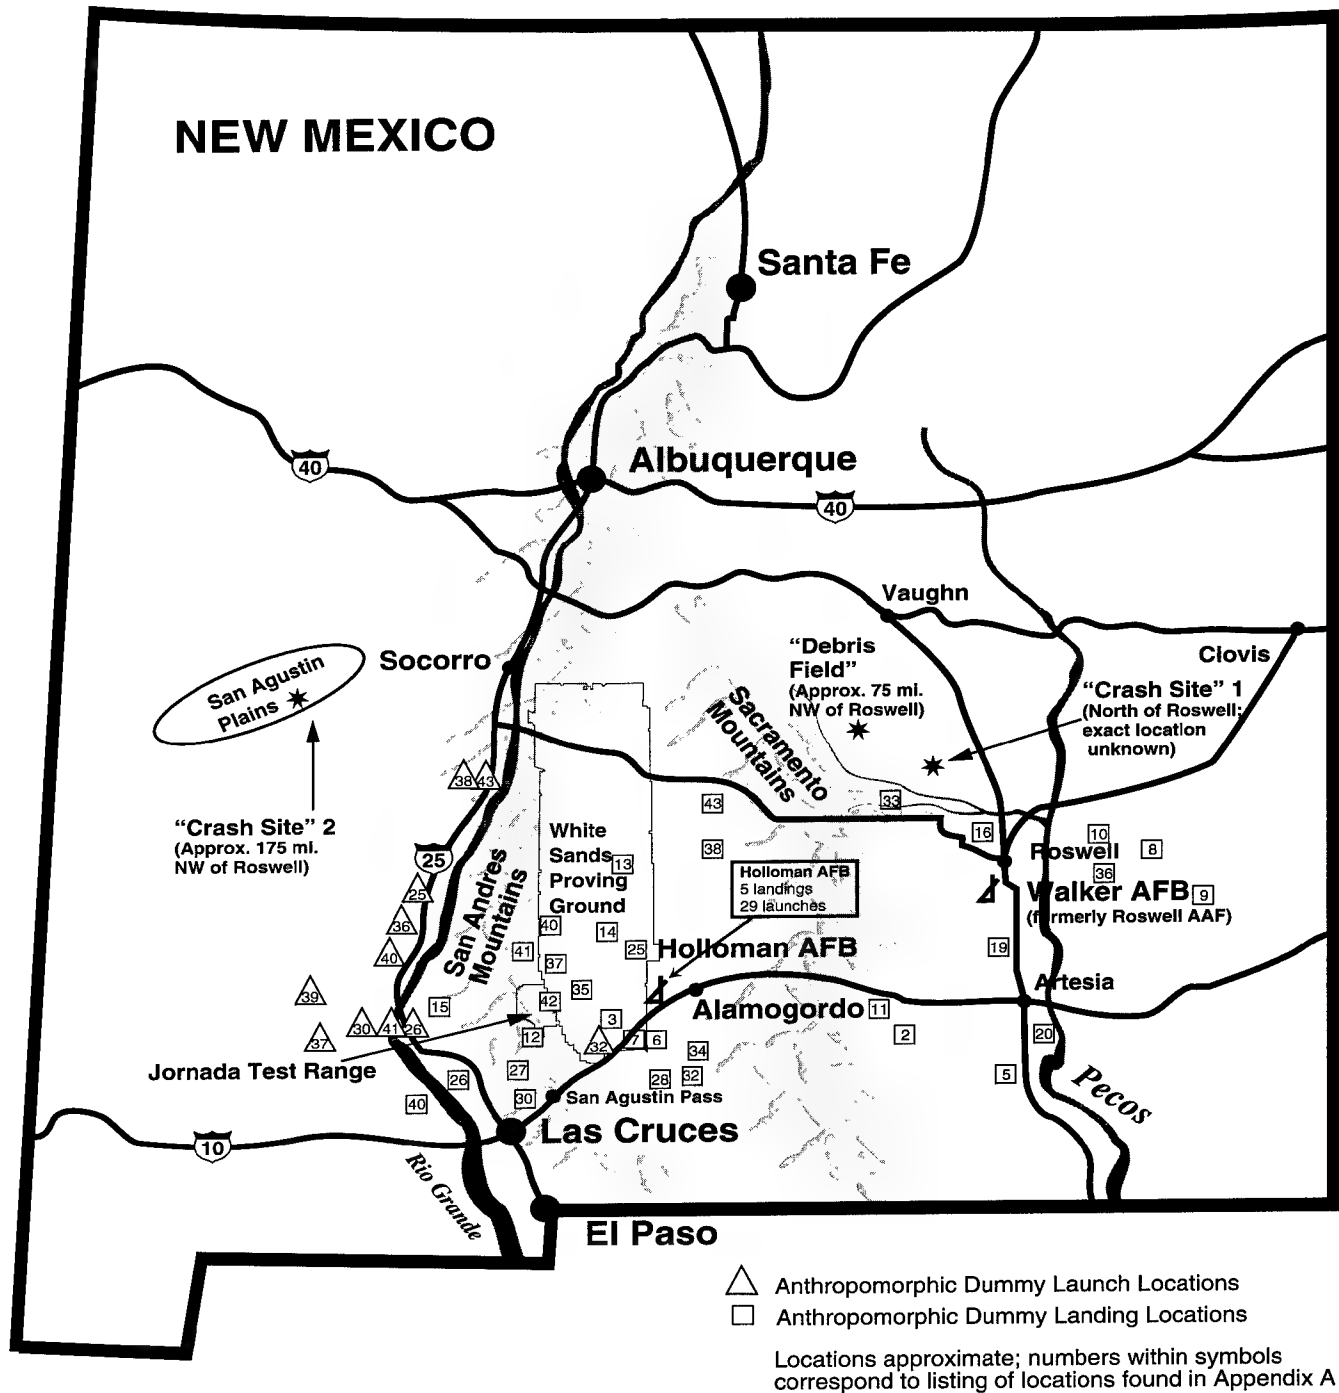 NEW MEXICO
Santa Fe
Albuquerque
40
40
Vaughn
Clovis
Socorro
San Agustin
Plains
"Debris
Field"
(Approx. 75 mi.
NW of Roswell)
"Crash Site" 1
(North of Roswell;
exact location
unknown)
Sacramento
Mountains
"Crash Site" 2
(Approx. 175 mi.
NW of Roswell)
38
43
25
San Andres
Mountains
White
Sands
Proving
Ground
13
43
38
33
16
10
8
Roswell
36
Walker AFB
9
(formerly Roswell AAF)
Holloman AFB
5 landings
29 launches
25
36
40
39
37
30
41
26
15
40
41
37
14
25
35
42
3
12
32
7
6
Holloman AFB
Alamogordo
11
2
19
Artesia
20
5
Pecos
34
32
28
27
30
26
40
Jornada Test Range
San Agustin Pass
Las Cruces
10
Rio Grande
El Paso
Anthropomorphic Dummy Launch Locations
Anthropomorphic Dummy Landing Locations
Locations approximate; numbers within symbols
correspond to listing of locations found in Appendix A